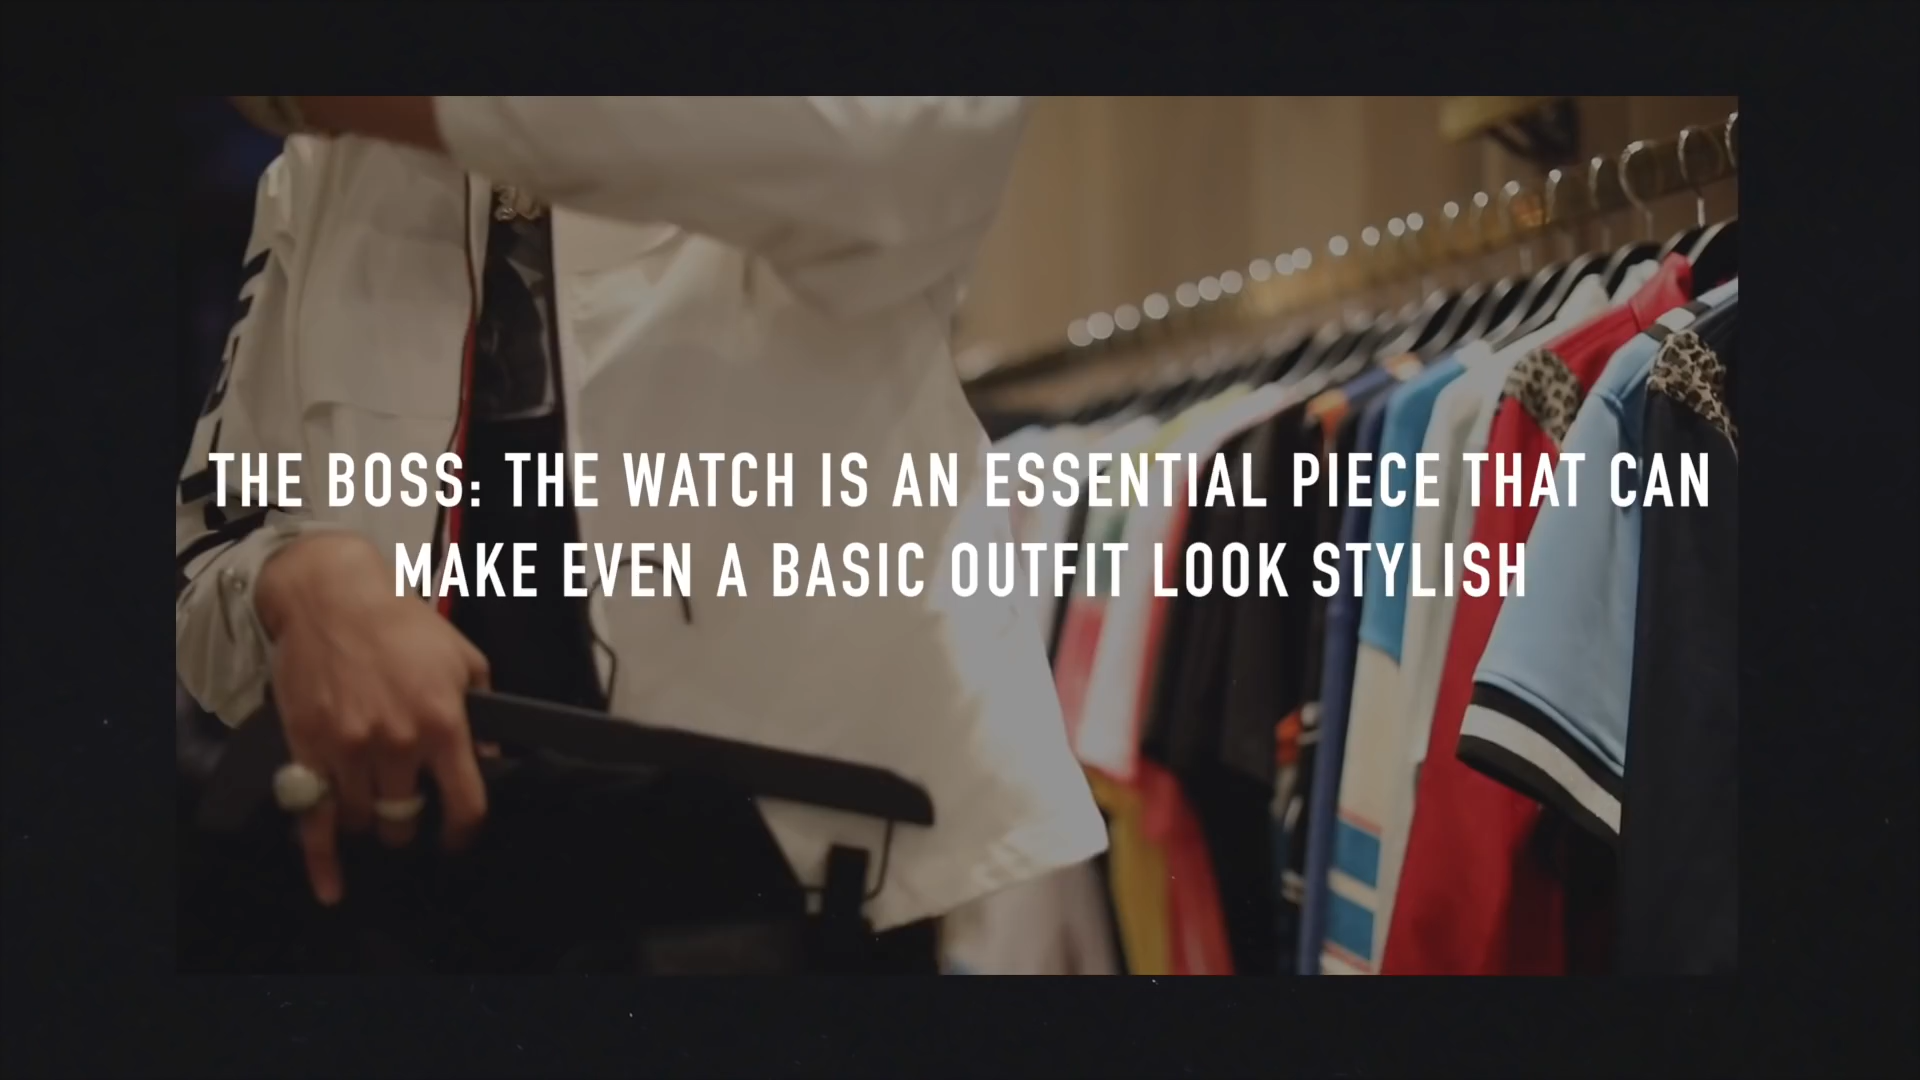 THE BOSS: THE WATCH IS AN ESSENTIAL PIECE THAT CAN
MAKE EVEN A BASIC OUTFIT LOOK STYLISH